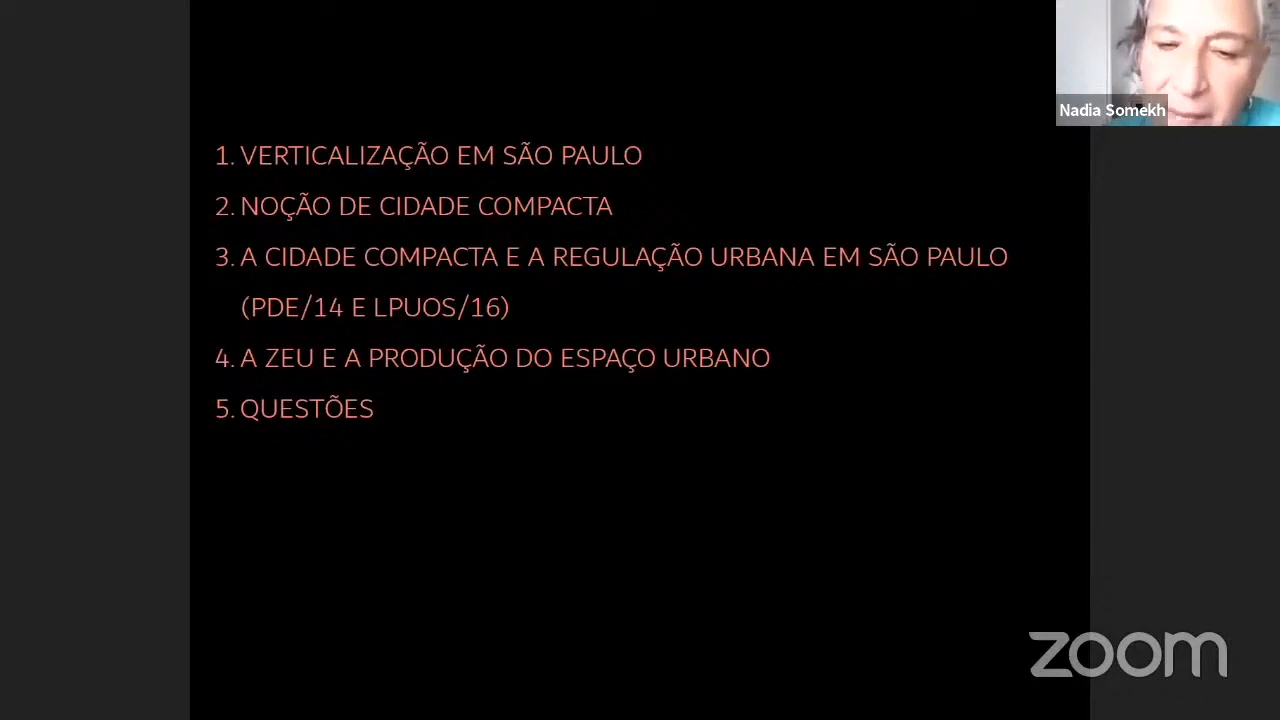 Nadia Somekh
1. VERTICALIZAÇÃO EM SÃO PAULO
2. NOÇÃO DE CIDADE COMPACTA
3. A CIDADE COMPACTA E A REGULAÇÃO URBANA EM SÃO PAULO
(PDE/14 E LPUOS/16)
4. A ZEU E A PRODUÇÃO DO ESPAÇO URBANO
5. QUESTÕES
zoom